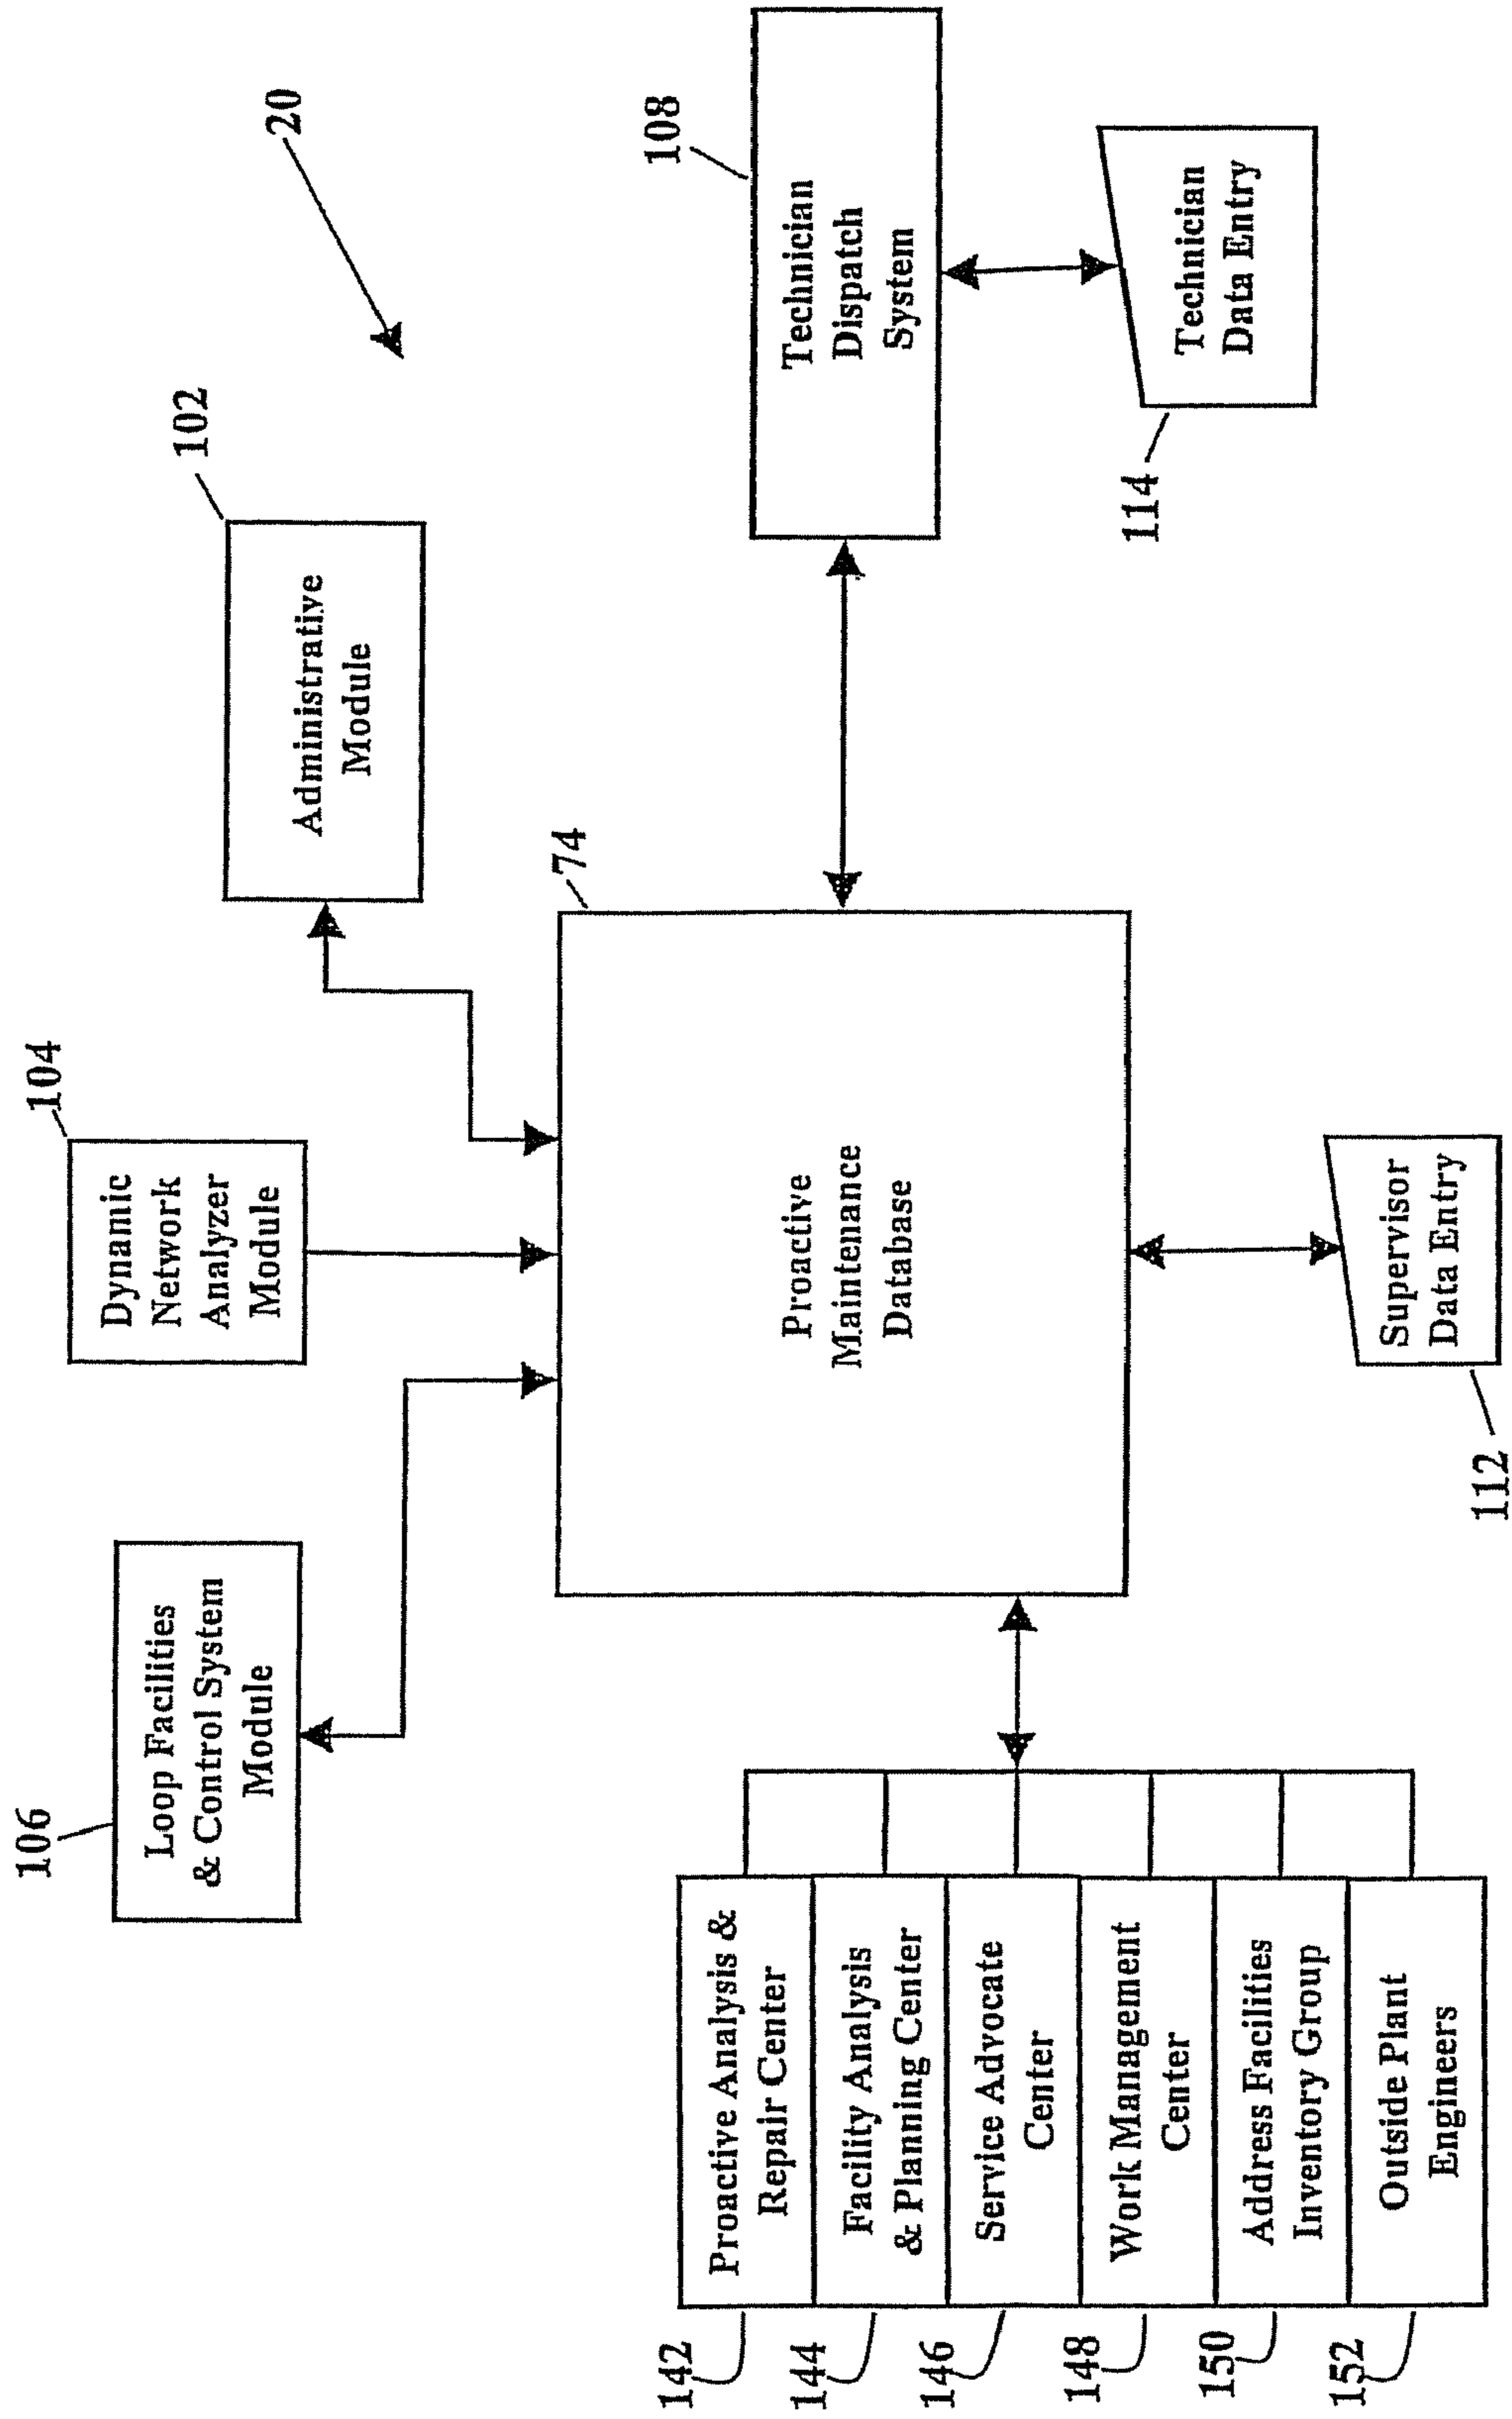 20
106
Loop Facilities
& Control System
Module
104
Dynamic
Network
Analyzer
Module
102
Administrative
Module
74
Proactive
Maintenance
Database
108
Technician
Dispatch
System
114
Technician
Data Entry
112
Supervisor
Data Entry
142
Proactive Analysis &
Repair Center
144
Facility Analysis
& Planning Center
146
Service Advocate
Center
148
Work Management
Center
150
Address Facilities
Inventory Group
152
Outside Plant
Engineers